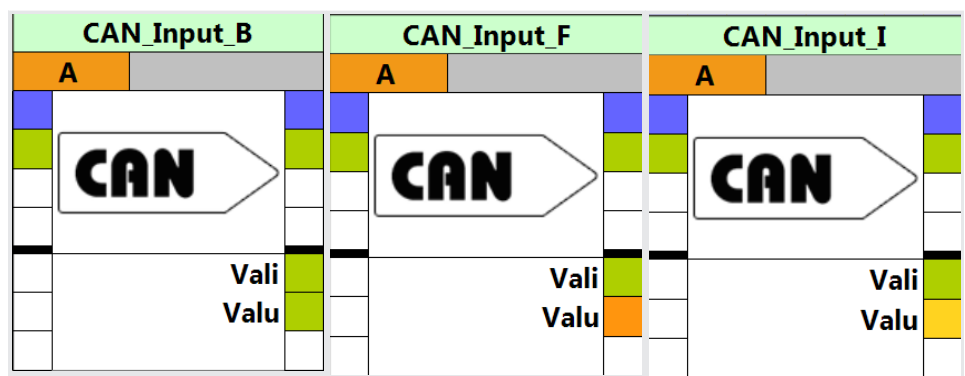 CAN_Input_B
A
CAN
Vali
Valu
CAN_Input_F
A
CAN
Vali
Valu
CAN_Input_I
A
CAN
Vali
Valu